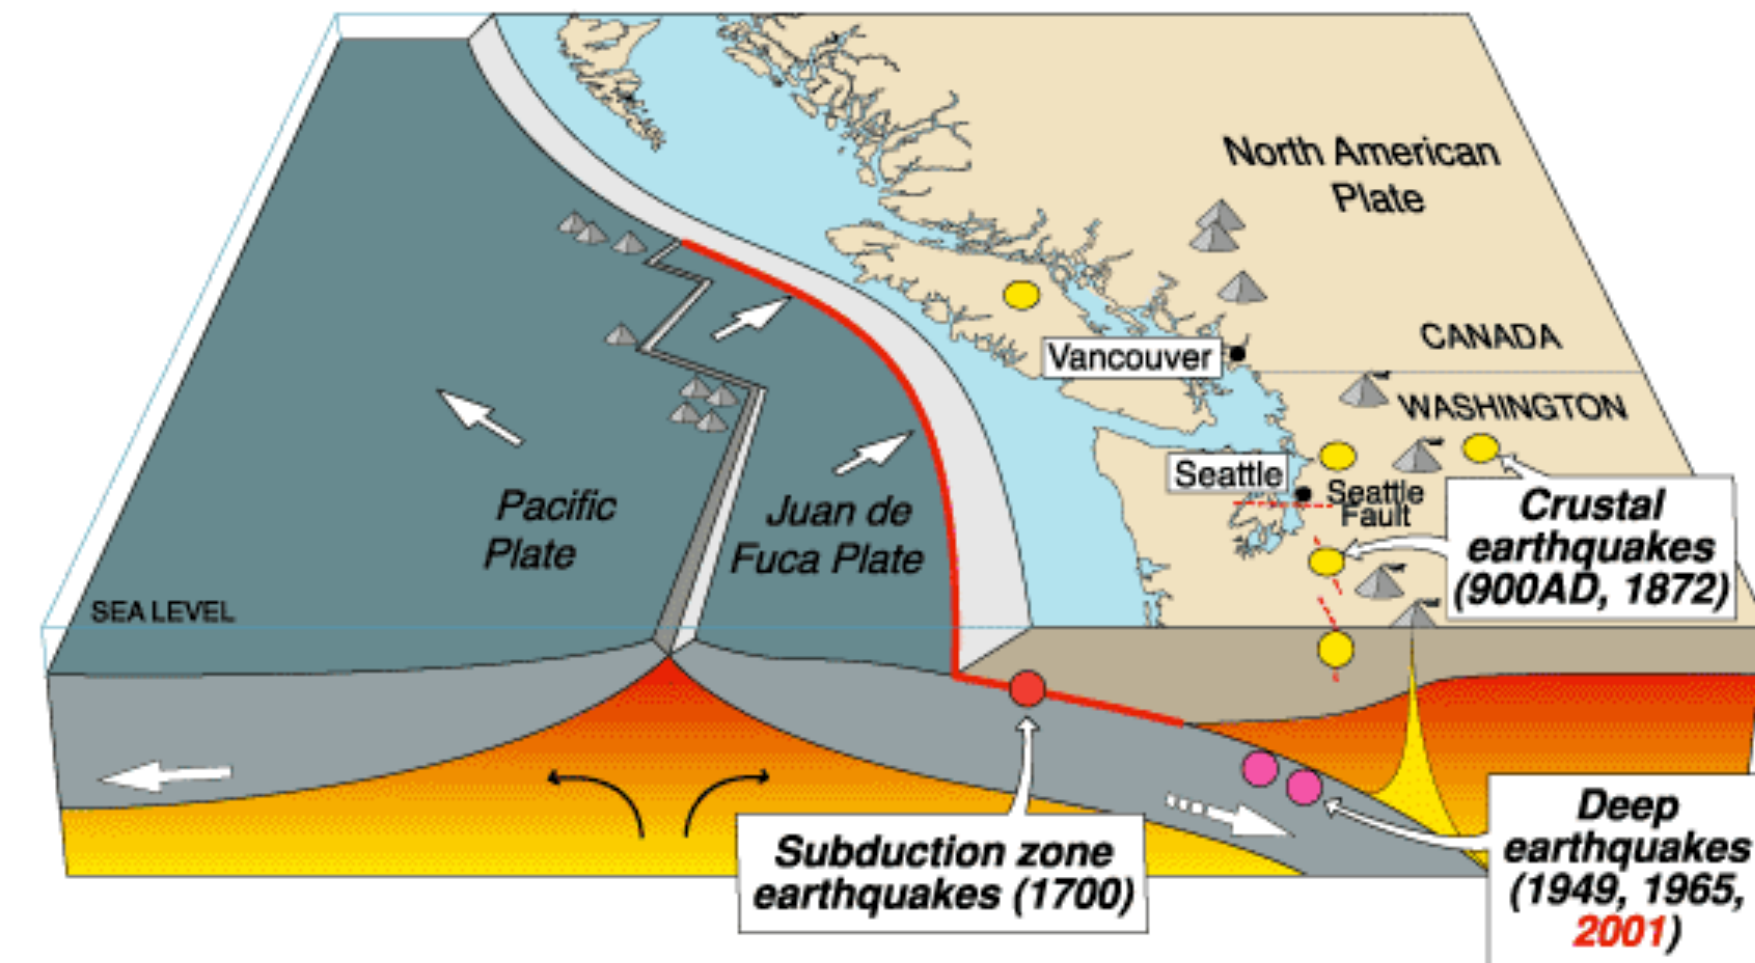 North American
Plate
CANADA
Vancouver
WASHINGTON
Seattle
Seattle
Fault
Crustal
earthquakes
(900AD, 1872)
Pacific
Plate
Juan de
Fuca Plate
SEA LEVEL
Subduction zone
earthquakes (1700)
Deep
earthquakes
(1949, 1965,
2001)